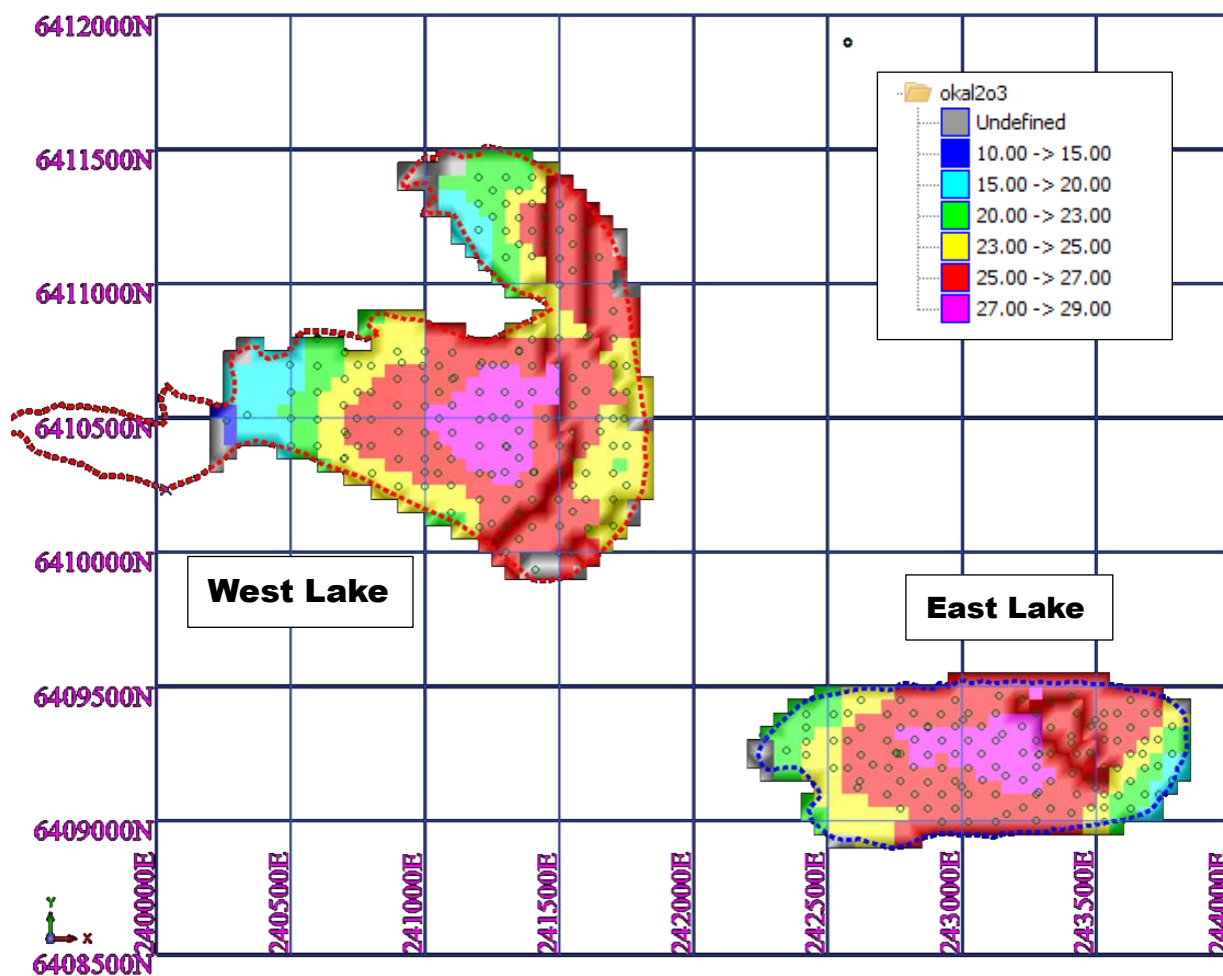 6412000N
okal2o3
Undefined
10.00 -> 15.00
15.00 -> 20.00
20.00 -> 23.00
23.00 -> 25.00
25.00 -> 27.00
27.00 -> 29.00
6411500N
6411000N
6410500N
6410000N
West Lake
East Lake
6409500N
6409000N
240000E
240500E
241000E
241500E
242000E
242500E
243000E
243500E
244000E
Y
X
6408500N